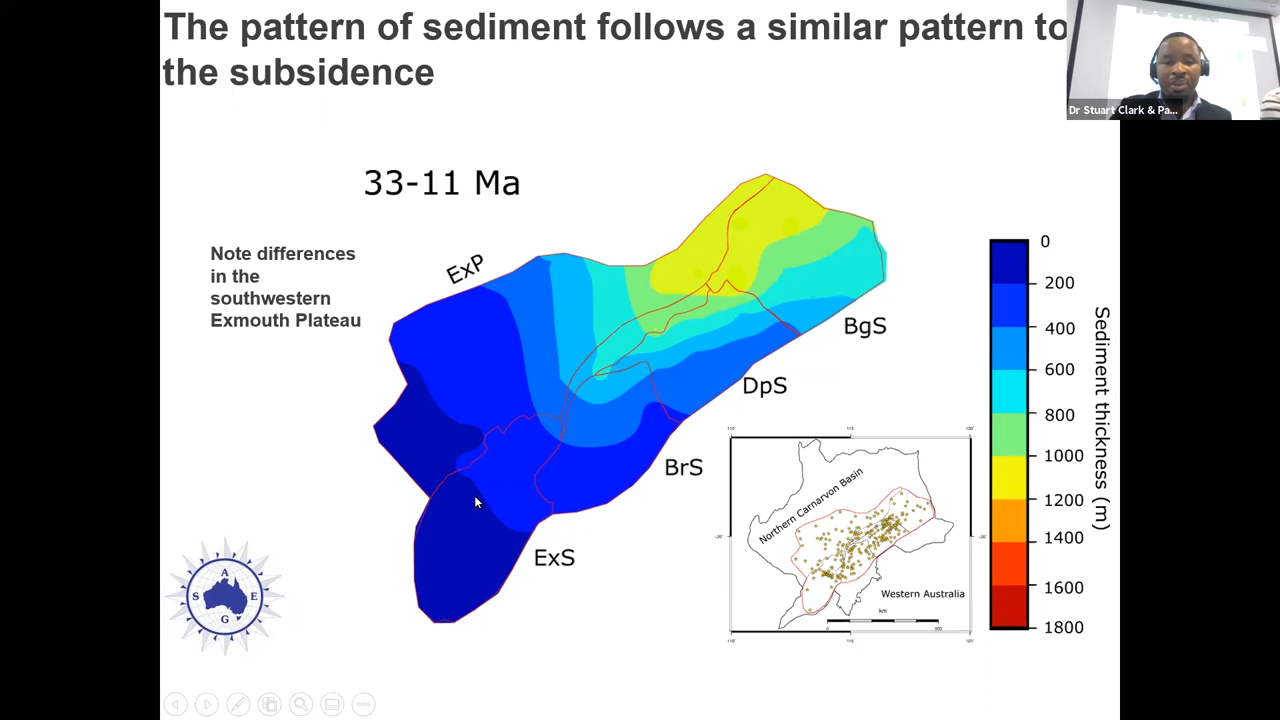 The pattern of sediment follows a similar pattern to
the subsidence
Dr Stuart Clark & Pa...
33-11 Ma
Note differences
in the
southwestern
Exmouth Plateau
ExP
BgS
DpS
BrS
ExS
0
200
400
600
800
1000
1200
1400
1600
1800
Sediment thickness (m)
Northern Carnarvon Basin
Western Australia
km
A
S
E
G